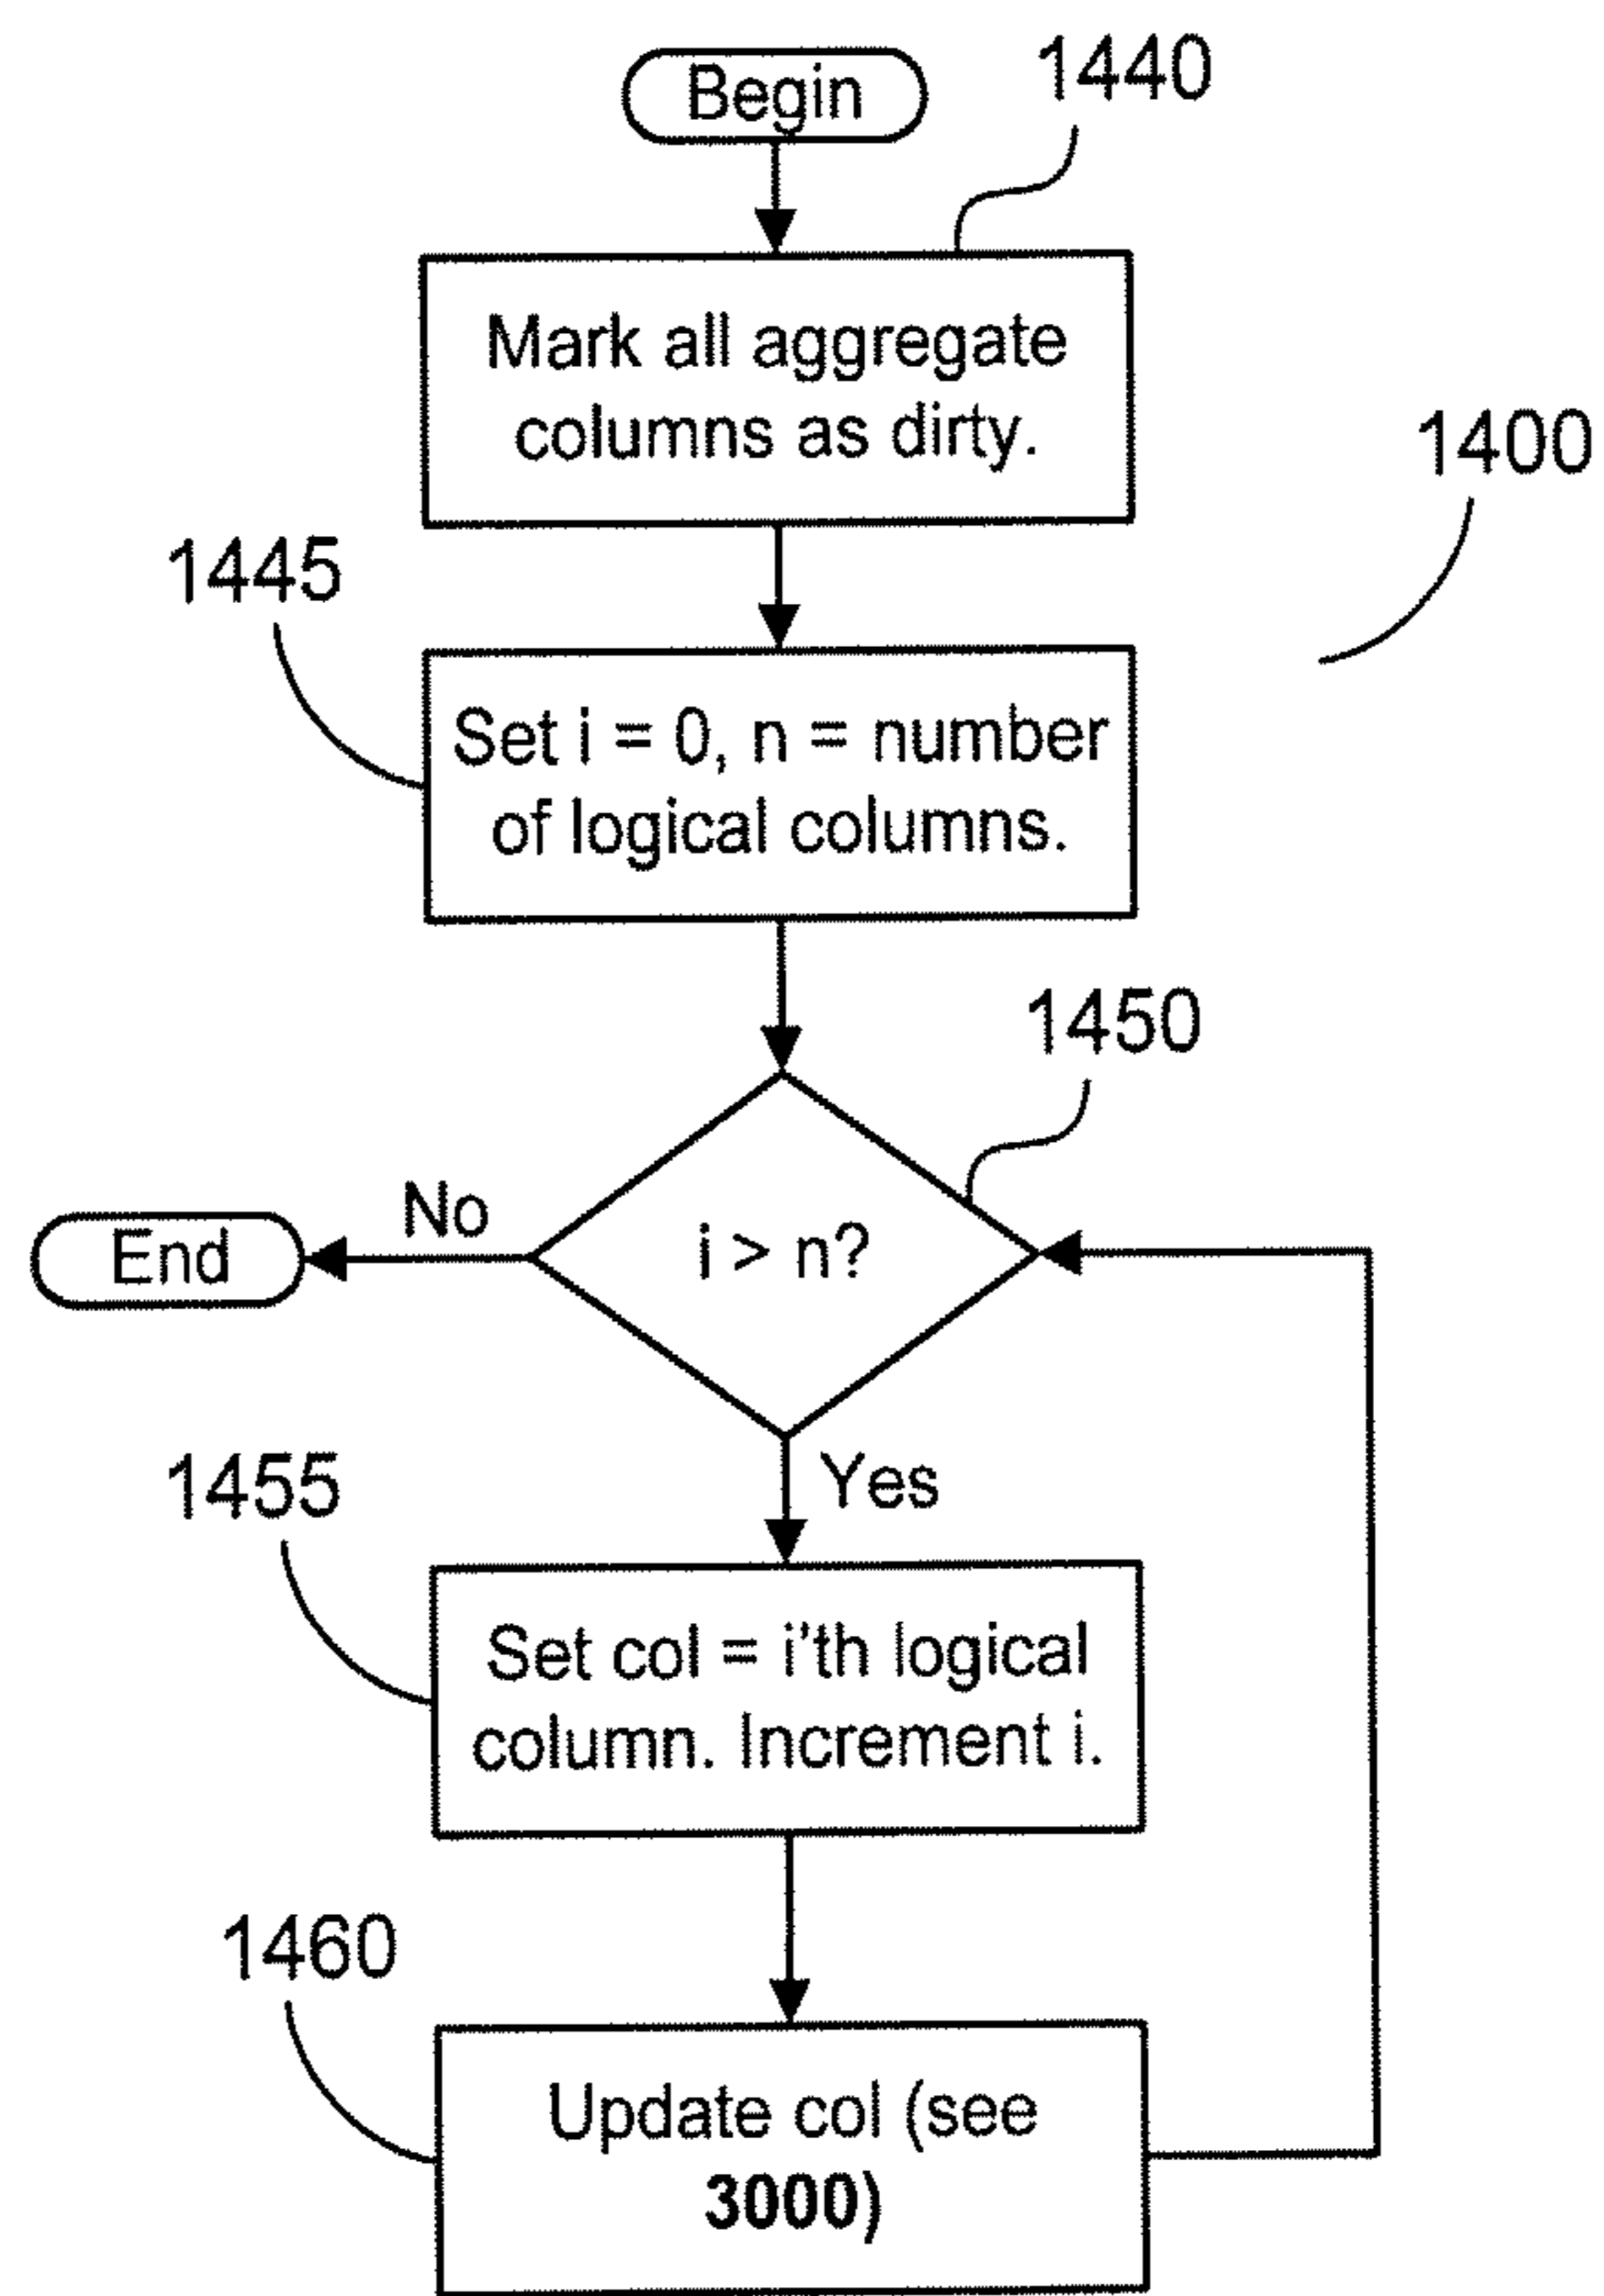 Begin
1440
Mark all aggregate
columns as dirty.
1400
1445
Set i = 0, n = number
of logical columns.
1450
No
End
i > n?
Yes
1455
Set col = i'th logical
column. Increment i.
1460
Update col (see
3000)